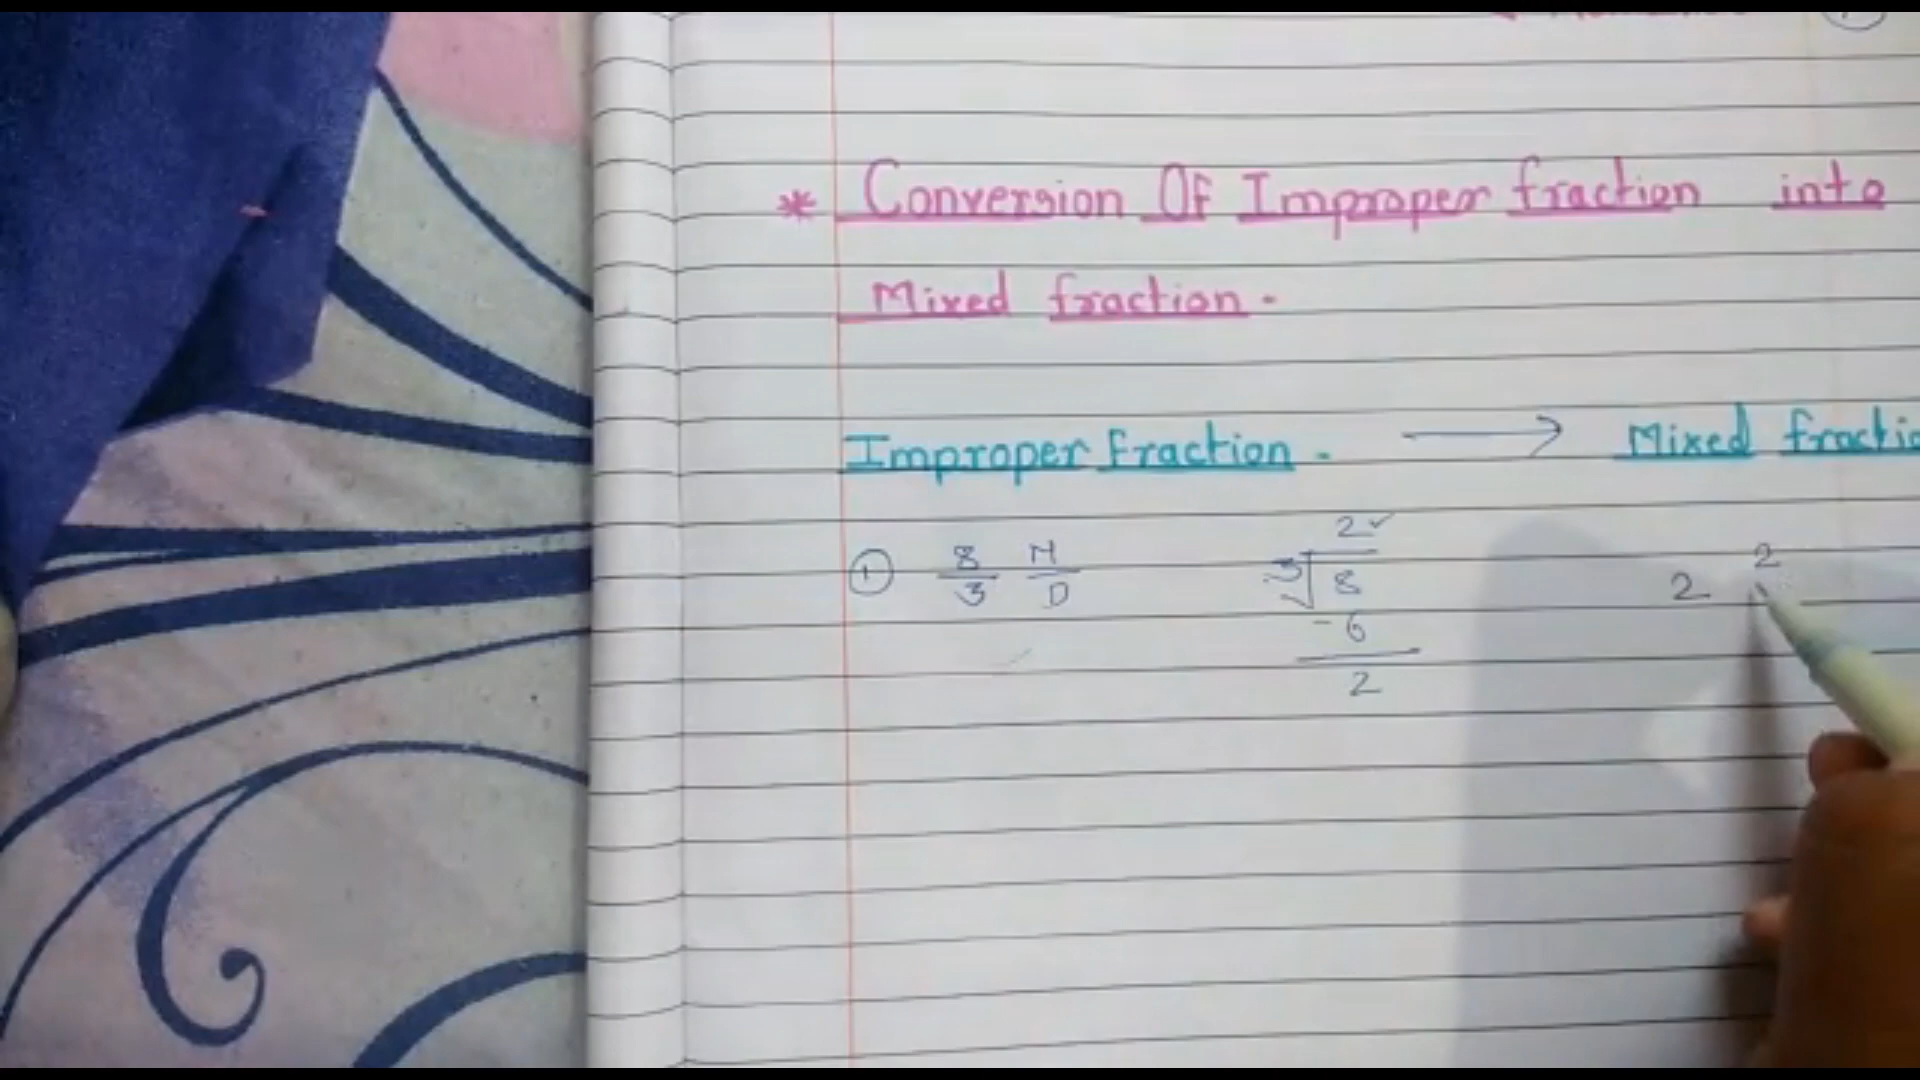 * Conversion Of Improper fraction into
Mixed fraction.
Improper Fraction. → Mixed fractio
① 8/3 N/D
2✓
3 8
-6
2
2 2